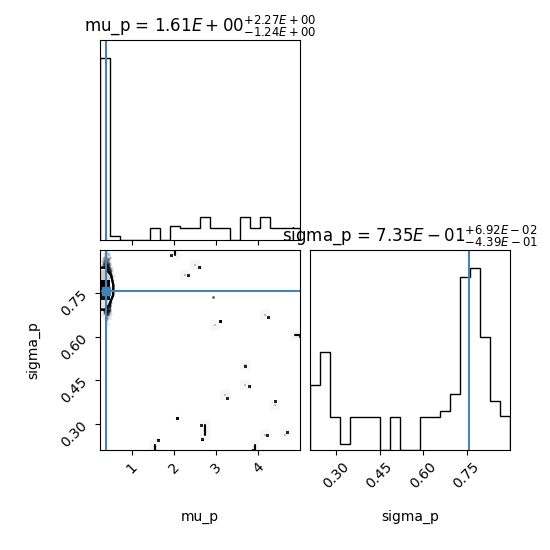 mu_p = 1.61E + 00+2.27E + 00
−1.24E + 00
sigma_p = 7.35E − 01+6.92E − 02
−4.39E − 01
sigma_p
0.75
0.60
0.45
0.30
1 2 3 4
0.30 0.45 0.60 0.75
mu_p sigma_p